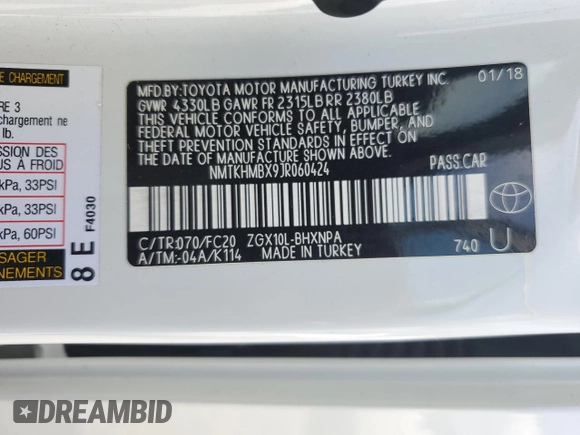 E CHARGEMENT
RE 3
chargement ne
lb.
SSION DES
US À FROID
kPa, 33PSI
kPa, 33PSI
kPa, 60PSI
SAGER
NEMENTS
8 E
F4030
MFD.BY:TOYOTA MOTOR MANUFACTURING TURKEY INC. 01/18
GVWR 4330LB GAWR FR 2315LB RR 2380LB
THIS VEHICLE CONFORMS TO ALL APPLICABLE
FEDERAL MOTOR VEHICLE SAFETY, BUMPER, AND
THEFT PREVENTION STANDARDS IN EFFECT ON
THE DATE OF MANUFACTURE SHOWN ABOVE.
NMTKHMBX9JR060424 PASS.CAR
C/TR:070/FC20 ZGX10L-BHXNPA
A/TM:-04A/K114 MADE IN TURKEY 740 U
DREAMBID